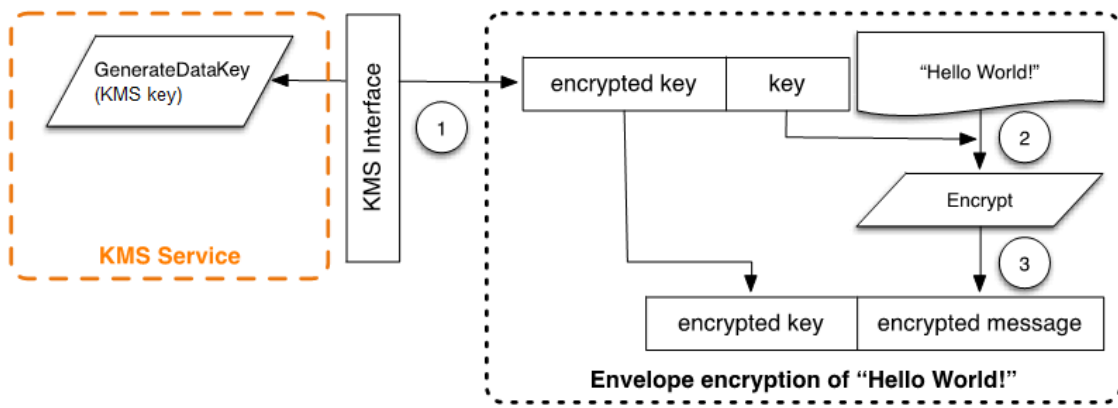 GenerateDataKey
(KMS key)
KMS Service
KMS Interface
1
encrypted key
key
“Hello World!”
2
Encrypt
3
encrypted key
encrypted message
Envelope encryption of “Hello World!”